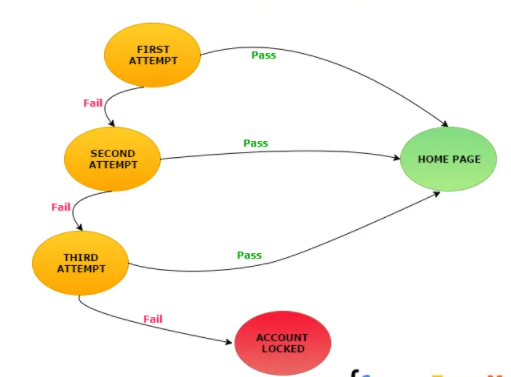 FIRST
ATTEMPT
Pass
Fail
SECOND
ATTEMPT
Pass
HOME PAGE
Fail
THIRD
ATTEMPT
Pass
Fail
ACCOUNT
LOCKED